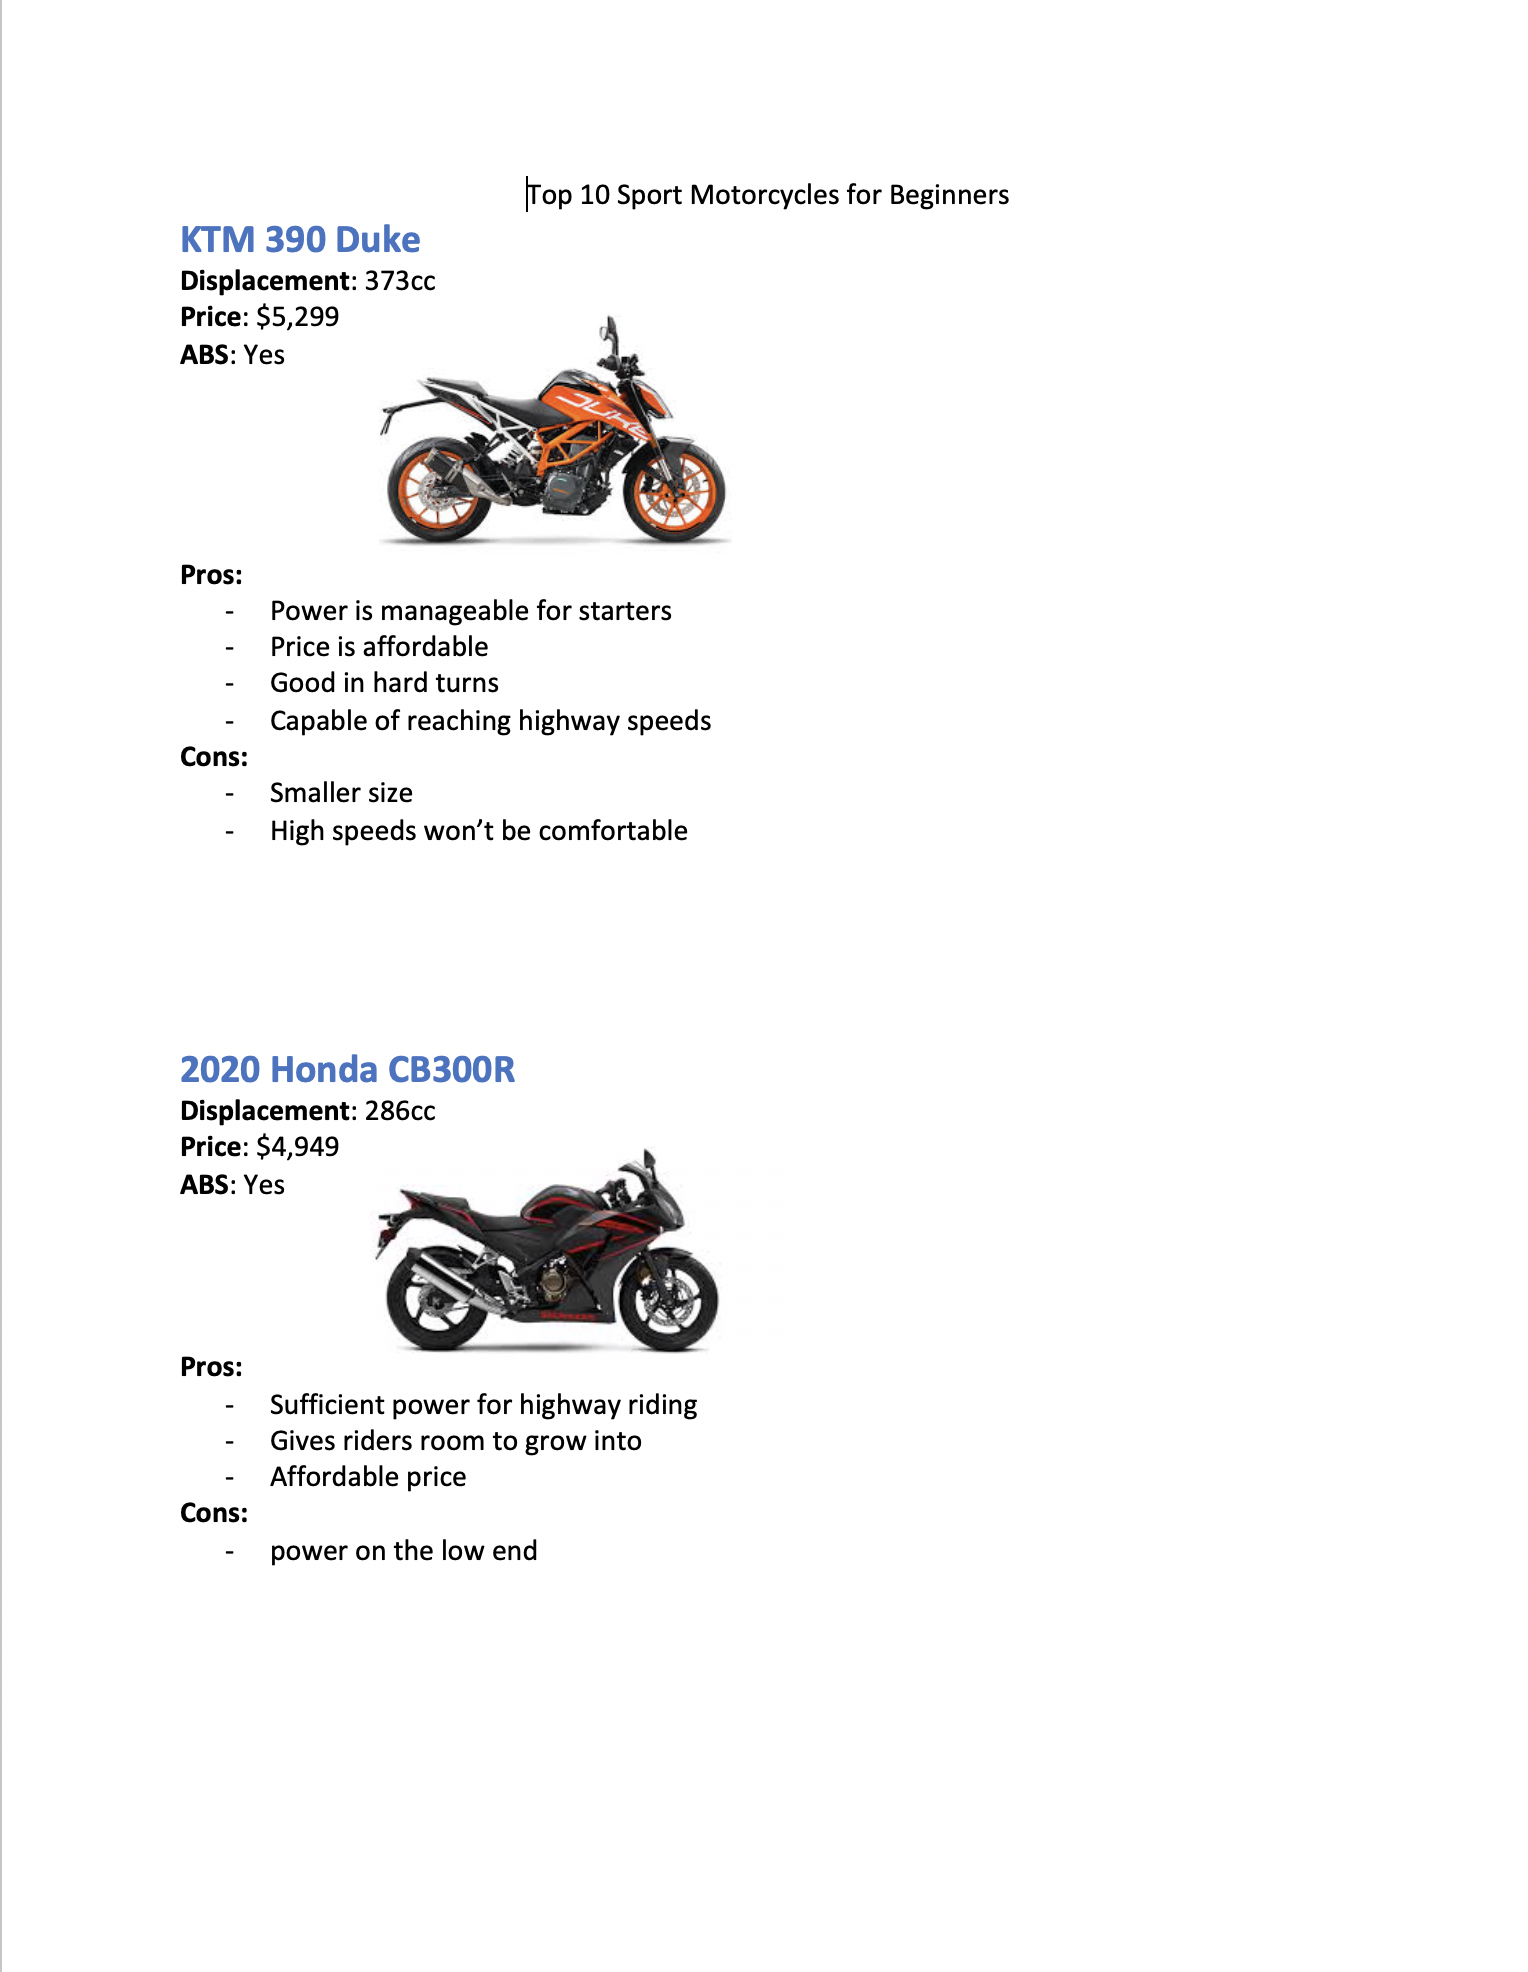 Top 10 Sport Motorcycles for Beginners
KTM 390 Duke
Displacement: 373cc
Price: $5,299
ABS: Yes
DUKE
Pros:
- Power is manageable for starters
- Price is affordable
- Good in hard turns
- Capable of reaching highway speeds
Cons:
- Smaller size
- High speeds won’t be comfortable
2020 Honda CB300R
Displacement: 286cc
Price: $4,949
ABS: Yes
Pros:
- Sufficient power for highway riding
- Gives riders room to grow into
- Affordable price
Cons:
- power on the low end